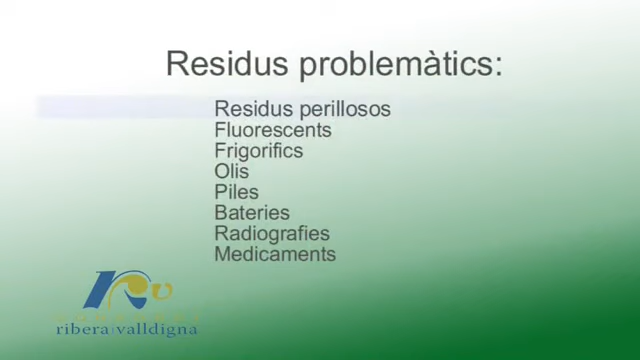 Residus problemàtics:
Residus perillosos
Fluorescents
Frigorifics
Olis
Piles
Bateries
Radiografies
Medicaments
ribera valldigna